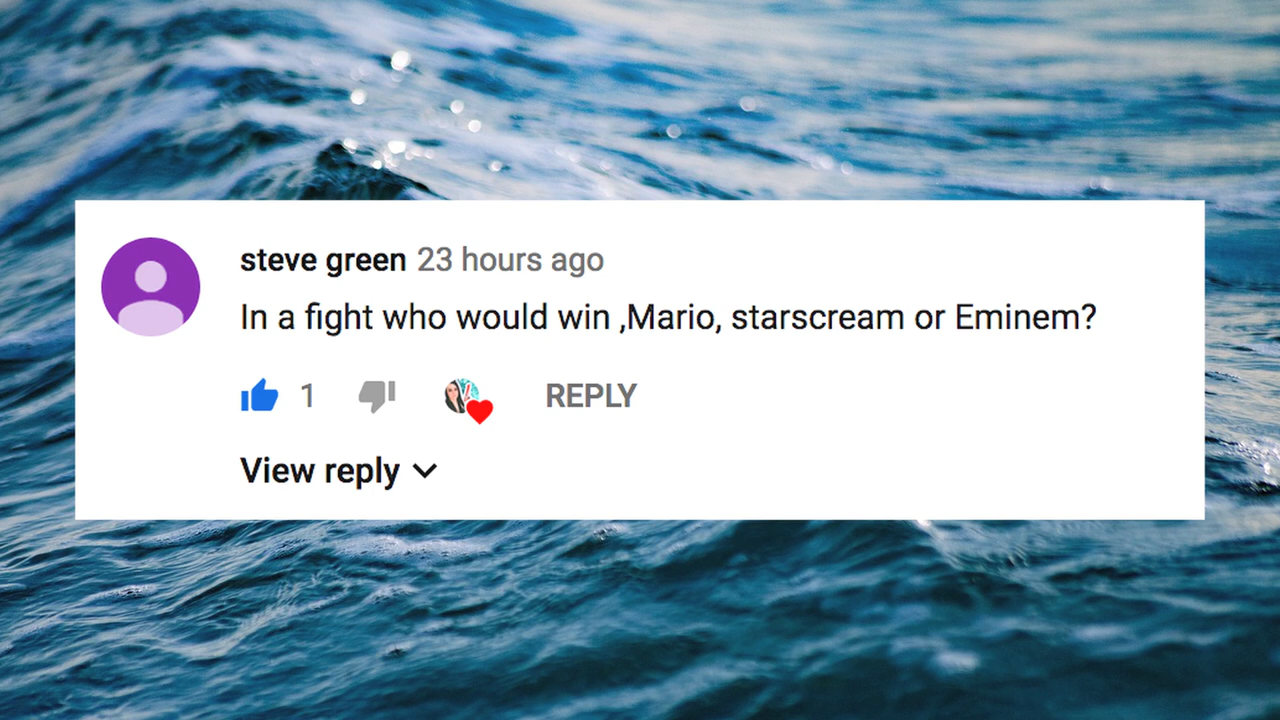 steve green 23 hours ago
In a fight who would win ,Mario, starscream or Eminem?
1 REPLY
View reply